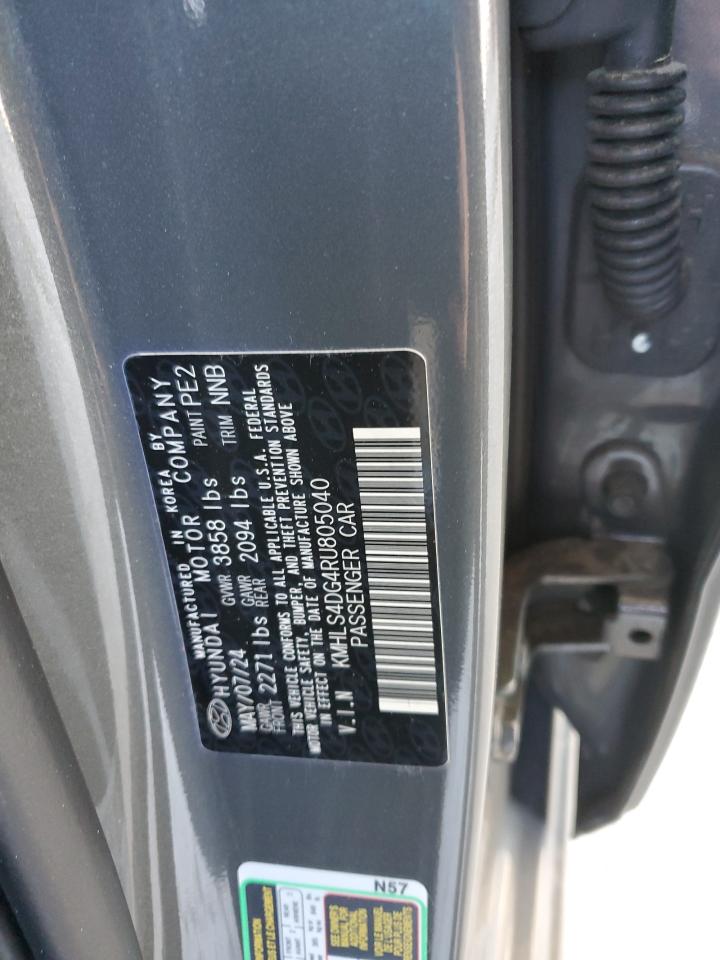 MANUFACTURED IN KOREA BY
HYUNDAI MOTOR COMPANY
MAY/07/24 GVWR 3858 lbs PAINT PE2
GAWR FRONT 2271 lbs GAWR REAR 2094 lbs TRIM NNB
THIS VEHICLE CONFORMS TO ALL APPLICABLE U.S.A. FEDERAL
MOTOR VEHICLE SAFETY, BUMPER, AND THEFT PREVENTION STANDARDS
IN EFFECT ON THE DATE OF MANUFACTURE SHOWN ABOVE
V.I.N KMHLS4DG4RU805040
PASSENGER CAR
N57